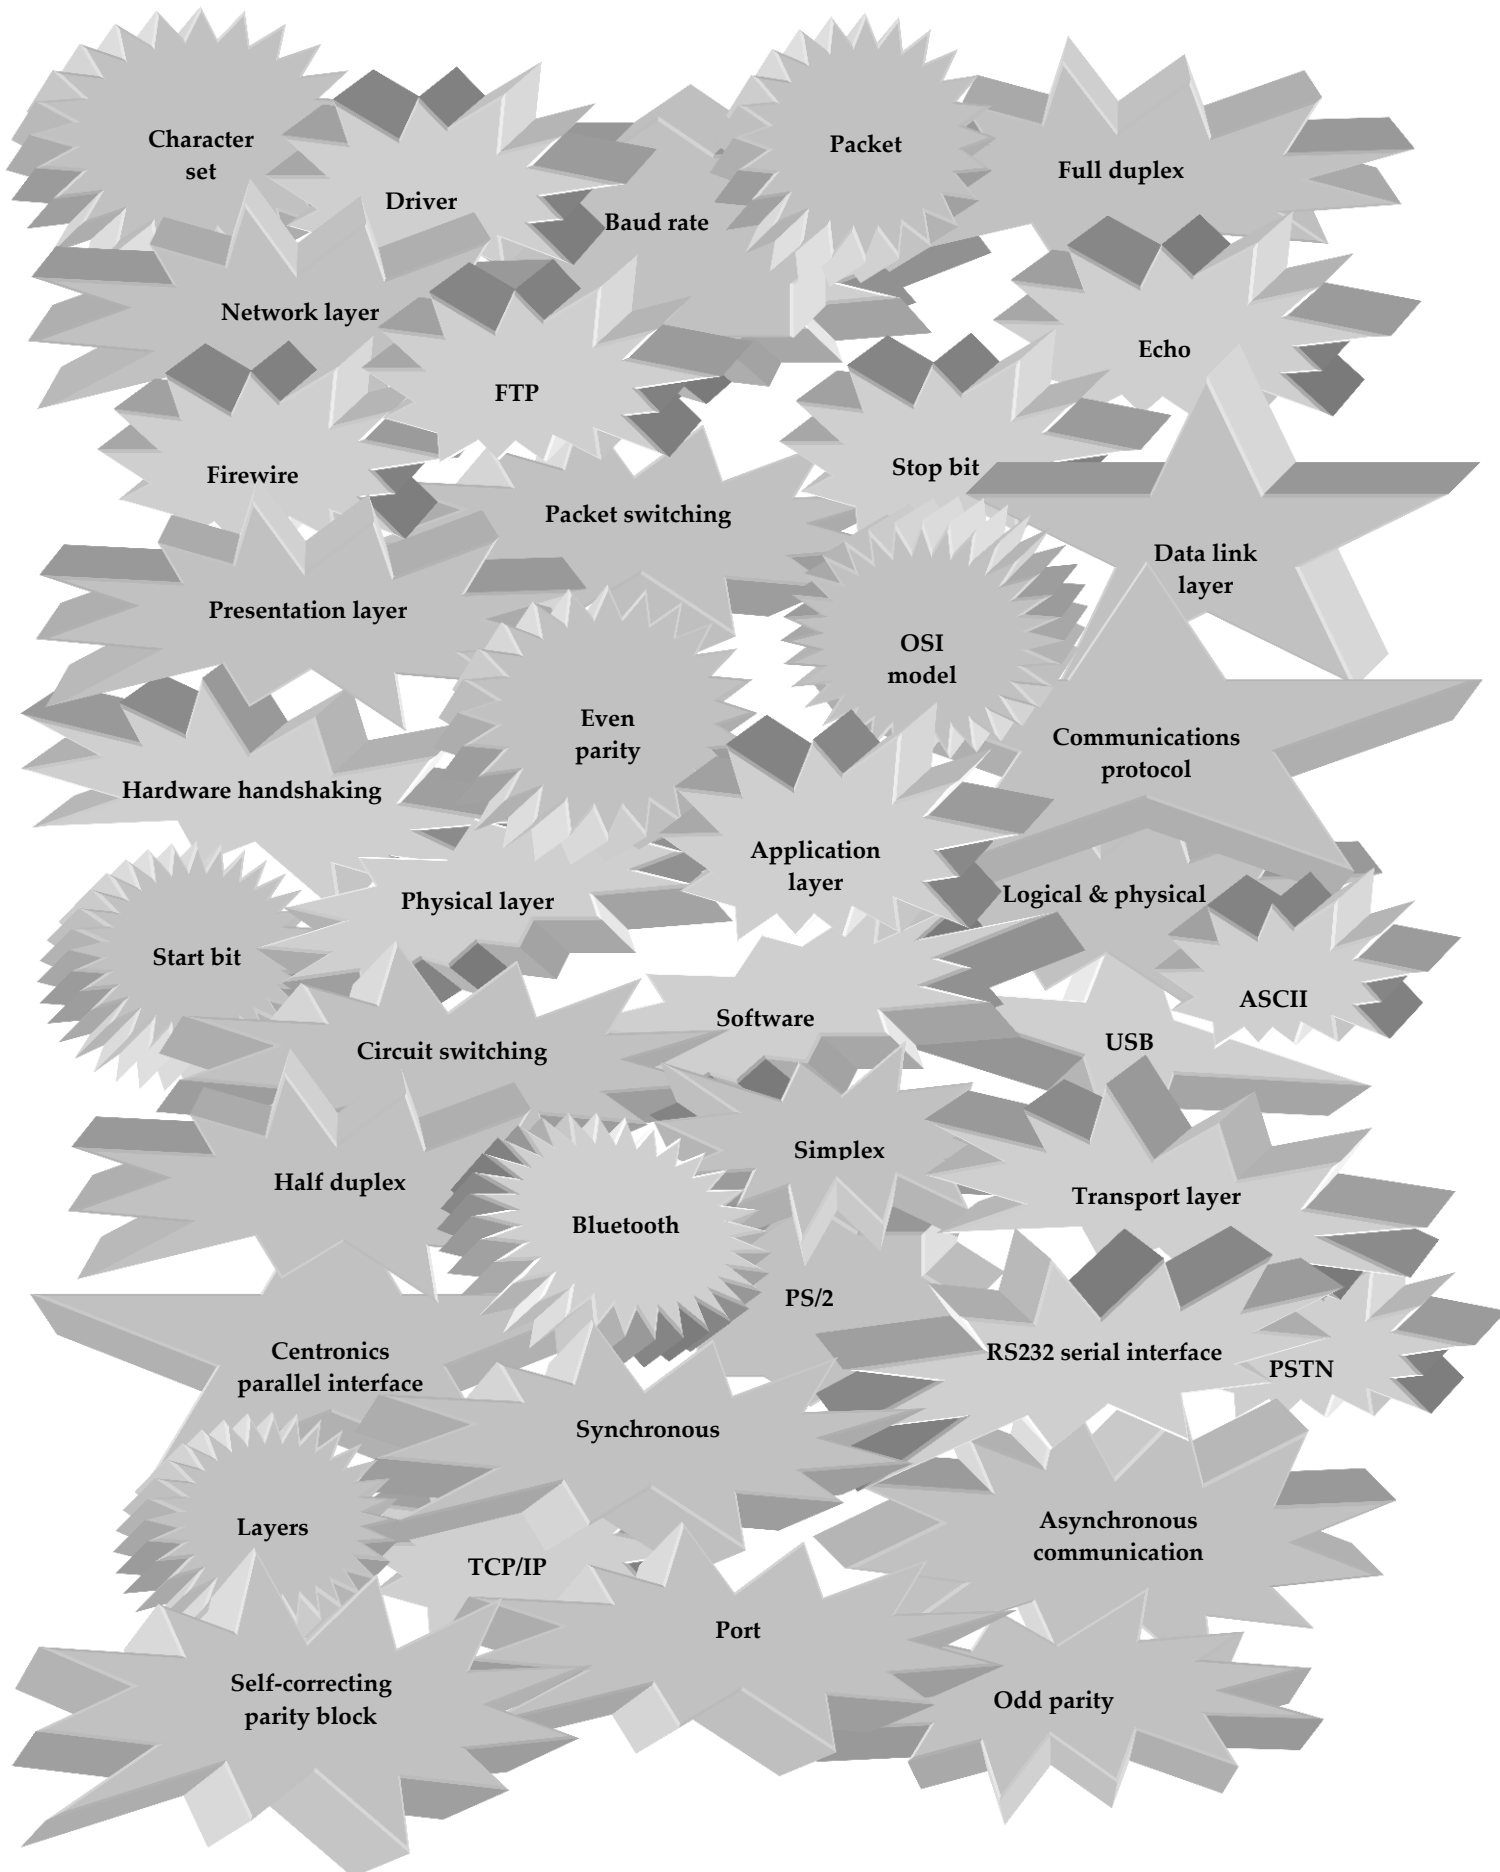 Character
set
Packet
Full duplex
Driver
Baud rate
Network layer
Echo
FTP
Stop bit
Firewire
Packet switching
Data link
layer
Presentation layer
OSI
model
Even
parity
Communications
protocol
Hardware handshaking
Application
layer
Logical & physical
Physical layer
Start bit
ASCII
Software
USB
Circuit switching
Simplex
Half duplex
Transport layer
Bluetooth
PS/2
Centronics
parallel interface
RS232 serial interface
PSTN
Synchronous
Layers
Asynchronous
communication
TCP/IP
Port
Self-correcting
parity block
Odd parity